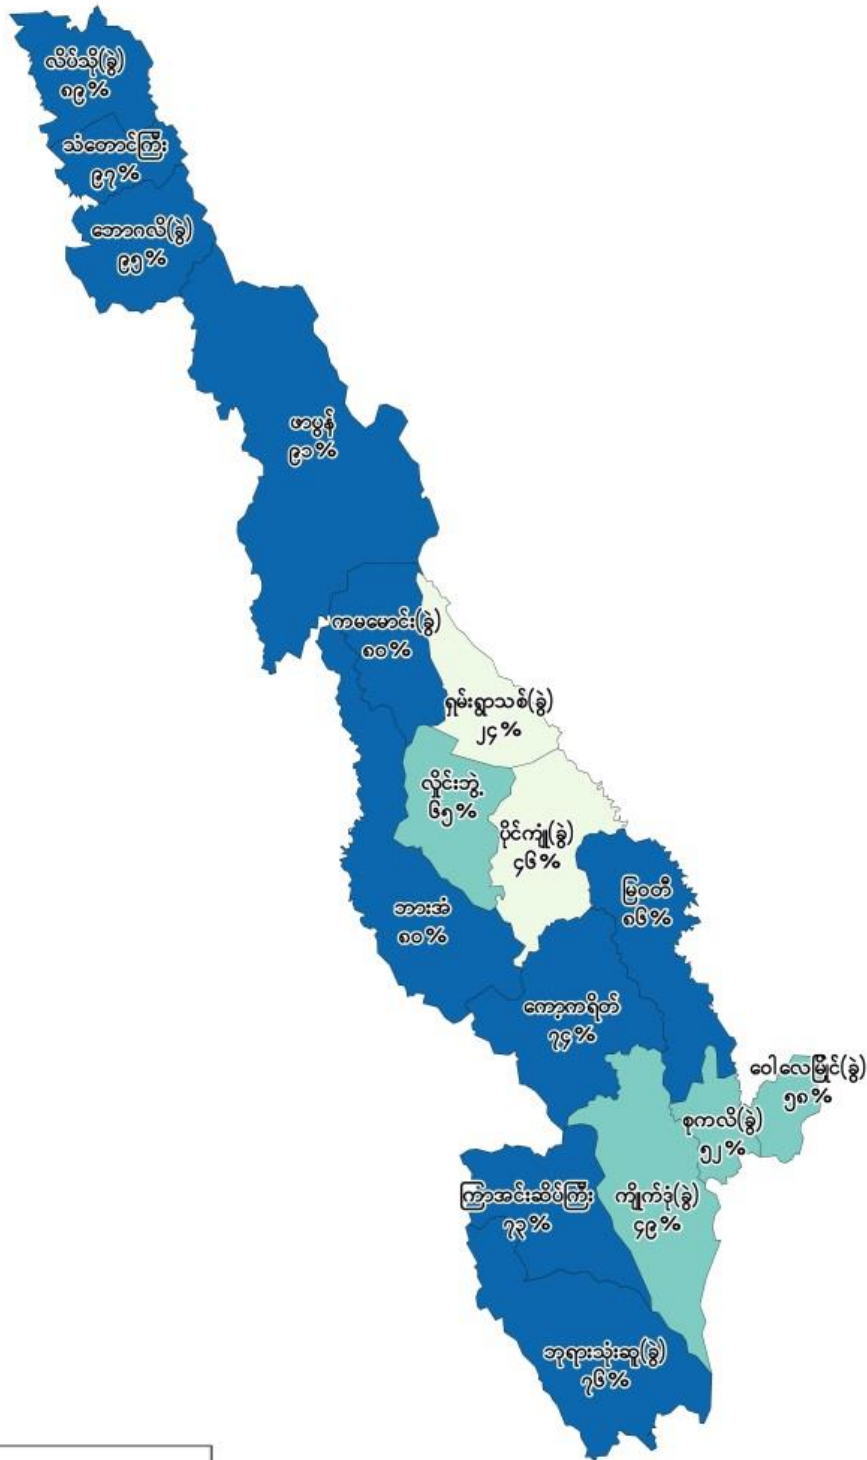 လိပ်သို(ခွဲ)
၈၉%
သံတောင်ကြီး
၉၇%
ဘောဂလိ(ခွဲ)
၉၅%
ဖာပွန်
၉၁%
ကမမောင်း(ခွဲ)
၈၀%
ရှမ်းရွာသစ်(ခွဲ)
၂၄%
လှိုင်းဘွဲ့
၆၅%
ပိုင်ကျုံ(ခွဲ)
၄၆%
မြဝတီ
၈၆%
ဘားအံ
၈၀%
ကော့ကရိတ်
၇၄%
ဝေါလေမြိုင်(ခွဲ)
၅၈%
စုကလိ(ခွဲ)
၅၂%
ကြာအင်းဆိပ်ကြီး
၇၃%
ကျိုက်ဒုံ(ခွဲ)
၄၉%
ဘုရားသုံးဆူ(ခွဲ)
၇၆%